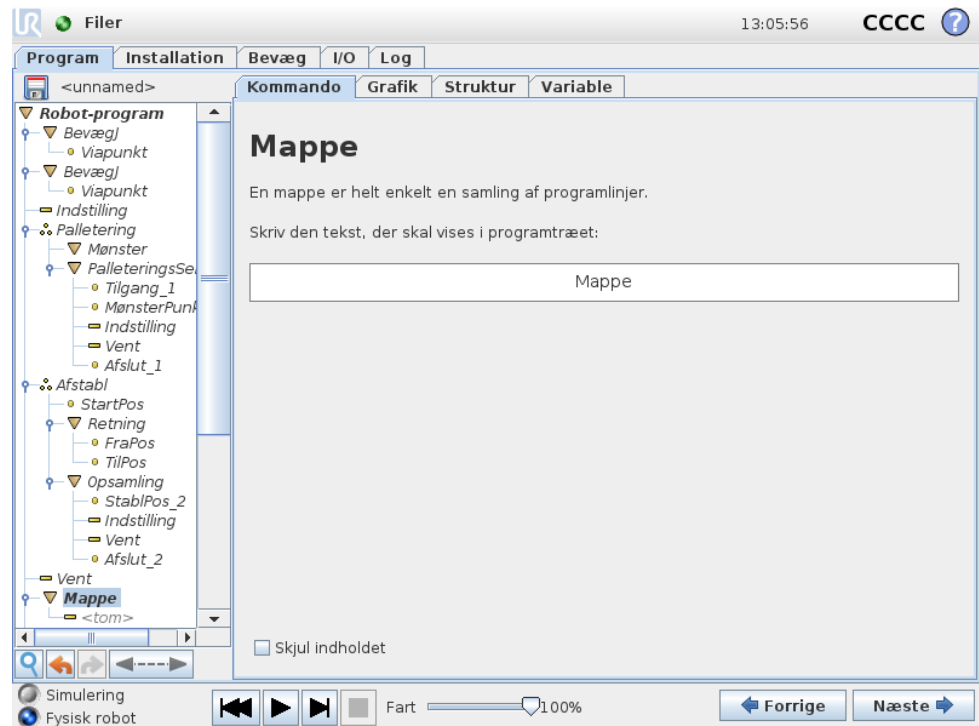 Filer 13:05:56 CCCC ?
Program Installation Bevæg I/O Log
<unnamed>
Kommando Grafik Struktur Variable
Robot-program
BevægJ
Viapunkt
BevægJ
Viapunkt
Indstilling
Palletering
Mønster
PalleteringsSe
Tilgang_1
MønsterPunk
Indstilling
Vent
Afslut_1
Afstabl
StartPos
Retning
FraPos
TilPos
Opsamling
StablPos_2
Indstilling
Vent
Afslut_2
Vent
Mappe
<tom>
Mappe
En mappe er helt enkelt en samling af programlinjer.
Skriv den tekst, der skal vises i programtræet:
Mappe
Skjul indholdet
Simulering
Fysisk robot
Fart 100%
Forrige Næste